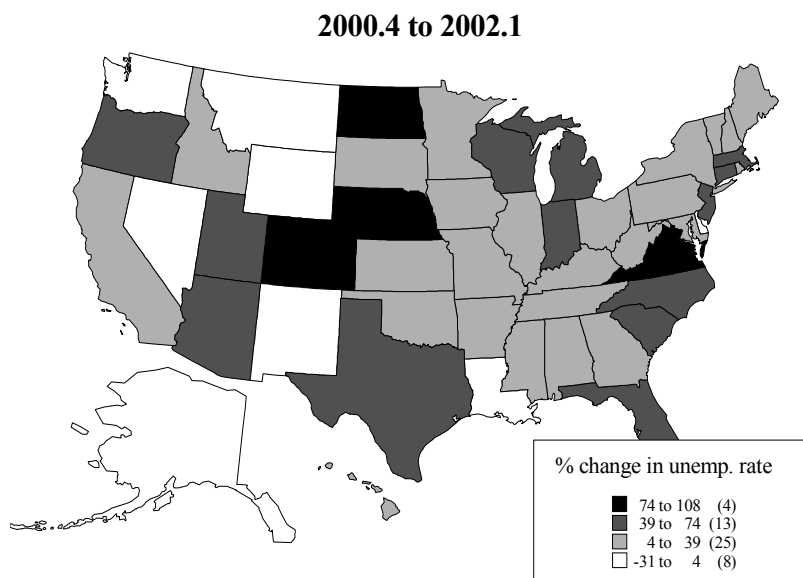 2000.4 to 2002.1
% change in unemp. rate
74 to 108 (4)
39 to 74 (13)
4 to 39 (25)
-31 to 4 (8)